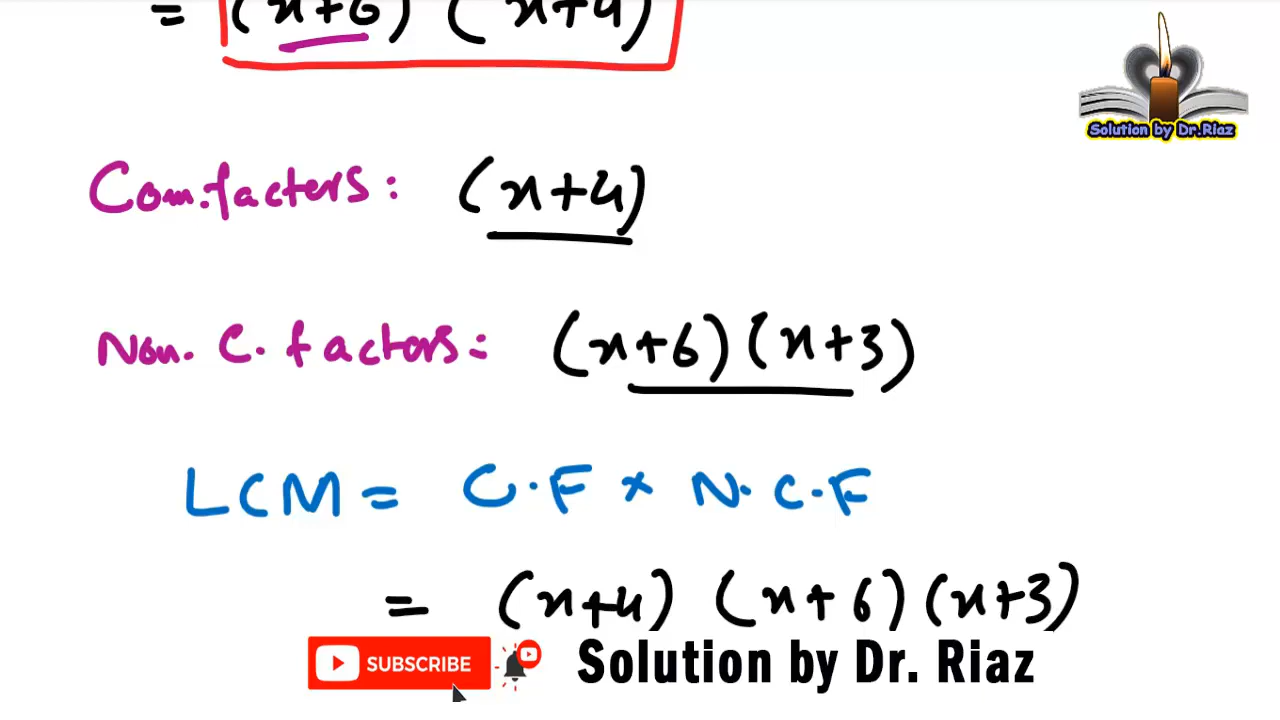 = (x+6) (x+4)
Solution by Dr.Riaz
Com.factors: (x+4)
Non. C. factors: (x+6)(x+3)
LCM = C.F × N.C.F
= (x+4) (x+6) (x+3)
SUBSCRIBE Solution by Dr. Riaz